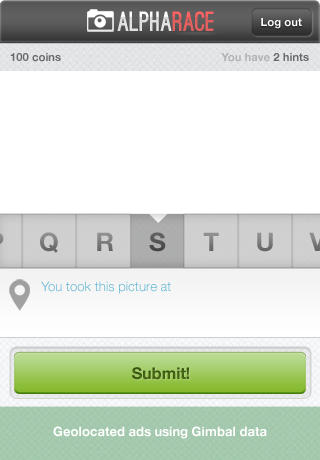 ALPHARACE
Log out
100 coins
You have 2 hints
P Q R S T U V
You took this picture at
Submit!
Geolocated ads using Gimbal data